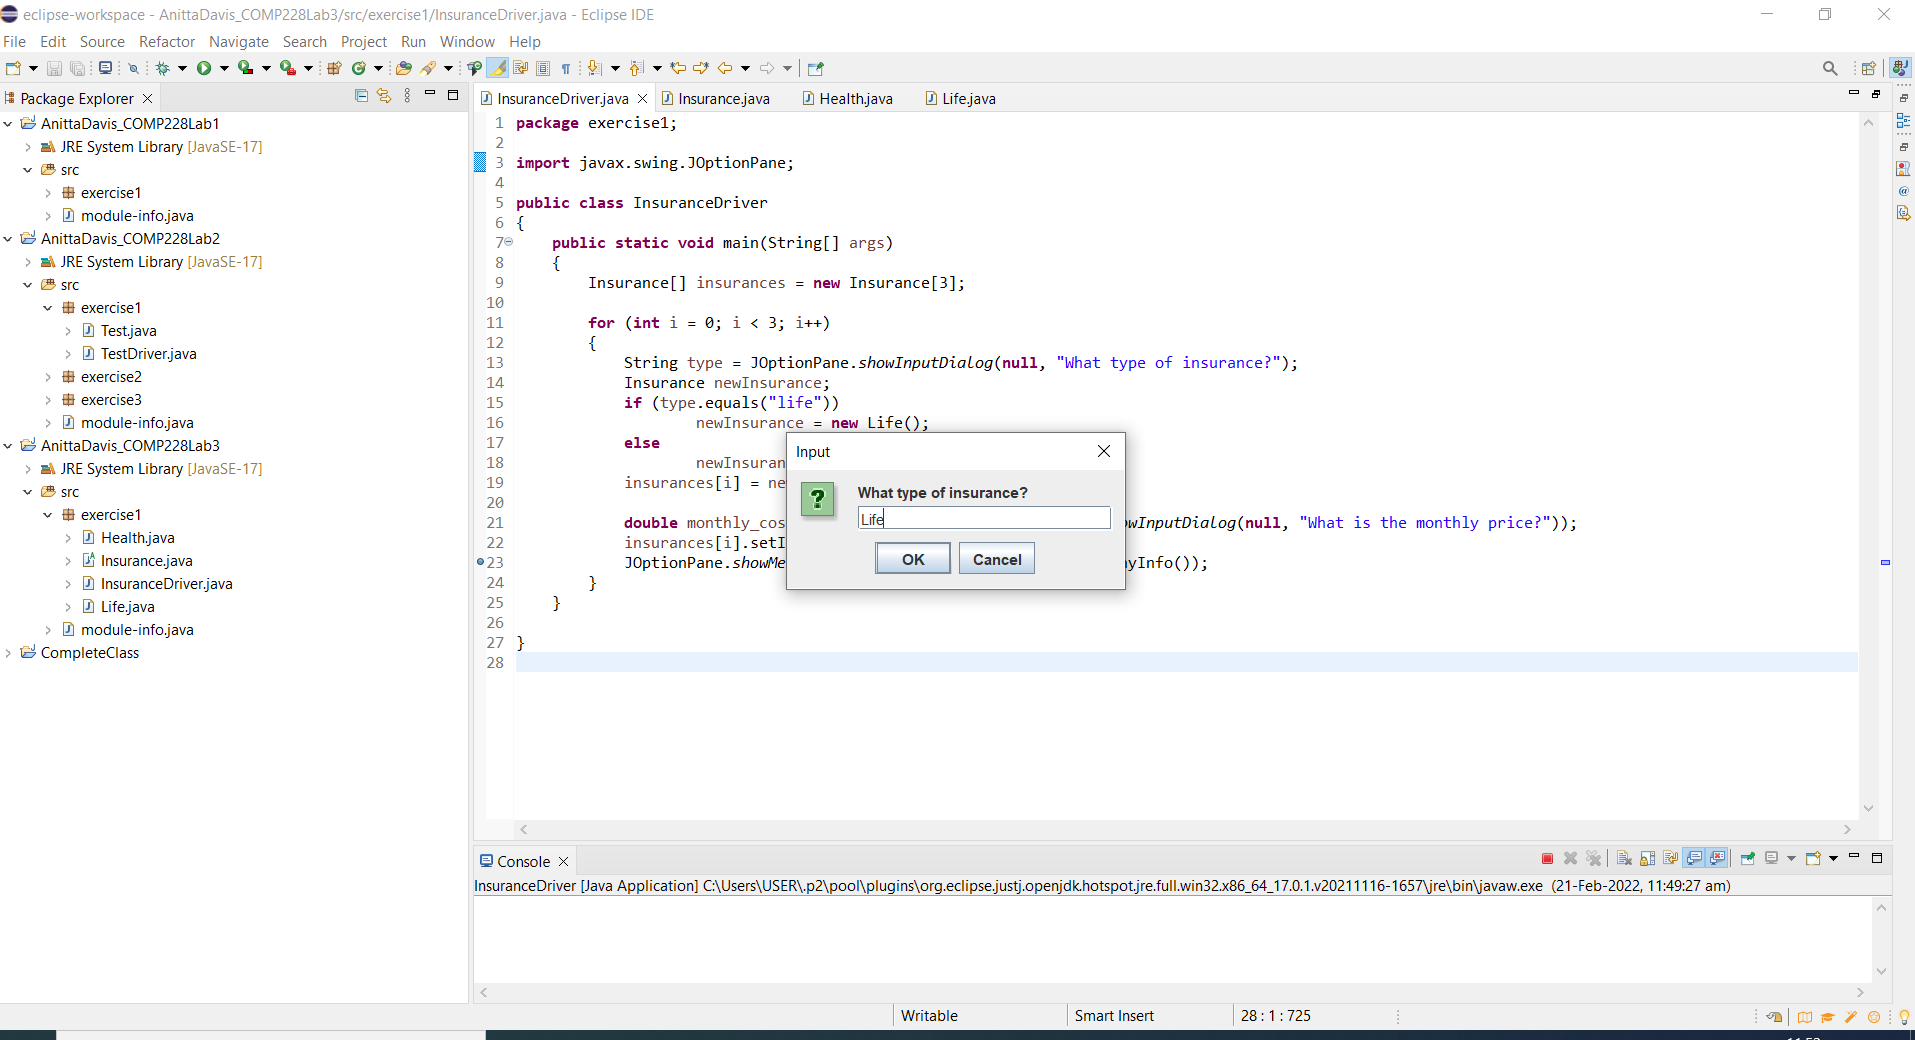 eclipse-workspace - AnittaDavis_COMP228Lab3/src/exercise1/InsuranceDriver.java - Eclipse IDE
File Edit Source Refactor Navigate Search Project Run Window Help
Package Explorer
AnittaDavis_COMP228Lab1
JRE System Library [JavaSE-17]
src
exercise1
module-info.java
AnittaDavis_COMP228Lab2
JRE System Library [JavaSE-17]
src
exercise1
Test.java
TestDriver.java
exercise2
exercise3
module-info.java
AnittaDavis_COMP228Lab3
JRE System Library [JavaSE-17]
src
exercise1
Health.java
Insurance.java
InsuranceDriver.java
Life.java
module-info.java
CompleteClass
InsuranceDriver.java Insurance.java Health.java Life.java
1 package exercise1;
2
3 import javax.swing.JOptionPane;
4
5 public class InsuranceDriver
6 {
7 public static void main(String[] args)
8 {
9 Insurance[] insurances = new Insurance[3];
10
11 for (int i = 0; i < 3; i++)
12 {
13 String type = JOptionPane.showInputDialog(null, "What type of insurance?");
14 Insurance newInsurance;
15 if (type.equals("life"))
16 newInsurance = new Life();
17 else
18 newInsuran
19 insurances[i] = ne
20
21 double monthly_cos wInputDialog(null, "What is the monthly price?"));
22 insurances[i].setI
23 JOptionPane.showMe ayInfo());
24 }
25 }
26
27 }
28
Input
What type of insurance?
Life
OK Cancel
Console
InsuranceDriver [Java Application] C:\Users\USER\.p2\pool\plugins\org.eclipse.justj.openjdk.hotspot.jre.full.win32.x86_64_17.0.1.v20211116-1657\jre\bin\javaw.exe (21-Feb-2022, 11:49:27 am)
Writable Smart Insert 28 : 1 : 725